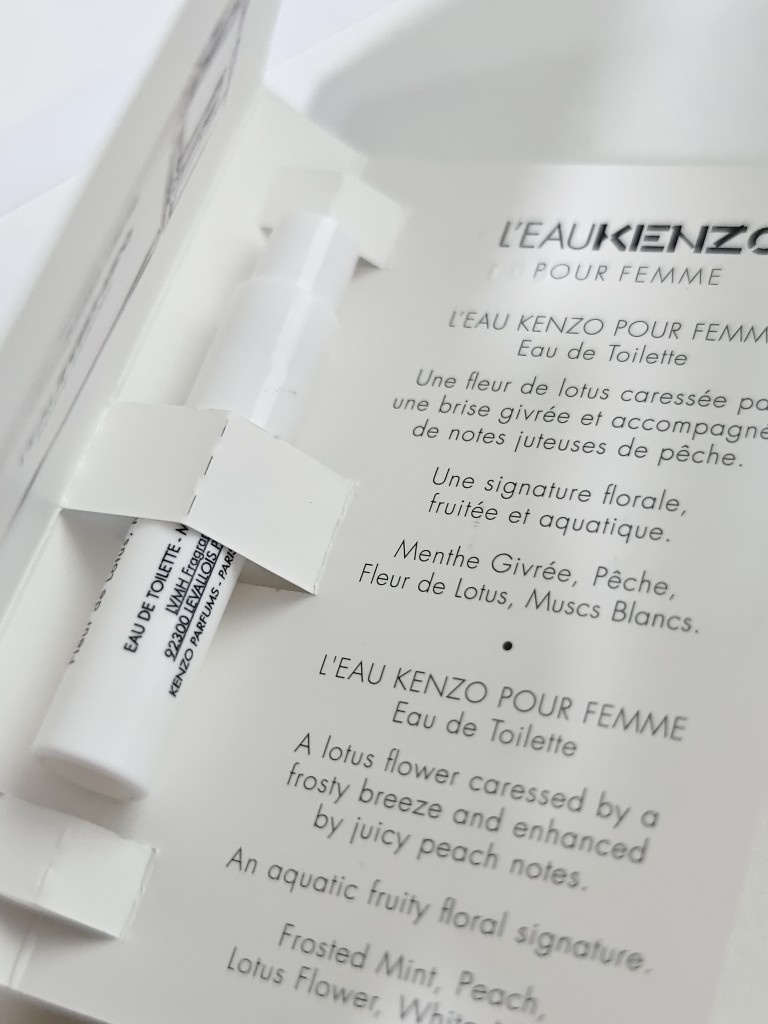 L'EAUKENZO
POUR FEMME
L'EAU KENZO POUR FEMM
Eau de Toilette
Une fleur de lotus caressée pa
une brise givrée et accompagné
de notes juteuses de pêche.
Une signature florale,
fruitée et aquatique.
Menthe Givrée, Pêche,
Fleur de Lotus, Muscs Blancs.
•
L'EAU KENZO POUR FEMME
Eau de Toilette
A lotus flower caressed by a
frosty breeze and enhanced
by juicy peach notes.
An aquatic fruity floral signature.
Frosted Mint, Peach,
Lotus Flower, White
EAU DE TOILETTE -
LVMH Fragran
92300 LEVALLOIS P
KENZO PARFUMS - PARIS